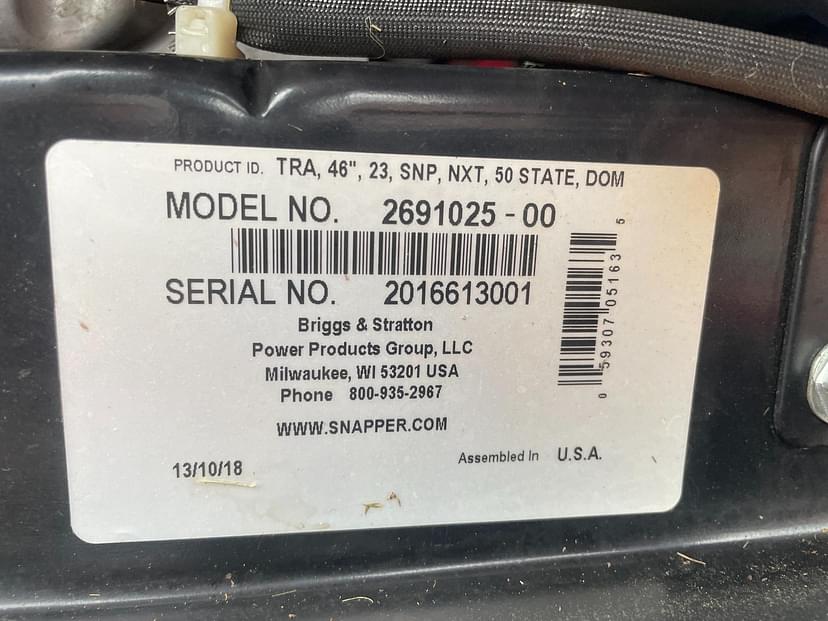 PRODUCT ID. TRA, 46", 23, SNP, NXT, 50 STATE, DOM
MODEL NO. 2691025 - 00
SERIAL NO. 2016613001
Briggs & Stratton
Power Products Group, LLC
Milwaukee, WI 53201 USA
Phone 800-935-2967
WWW.SNAPPER.COM
13/10/18
Assembled In U.S.A.
0 59307 05163 5